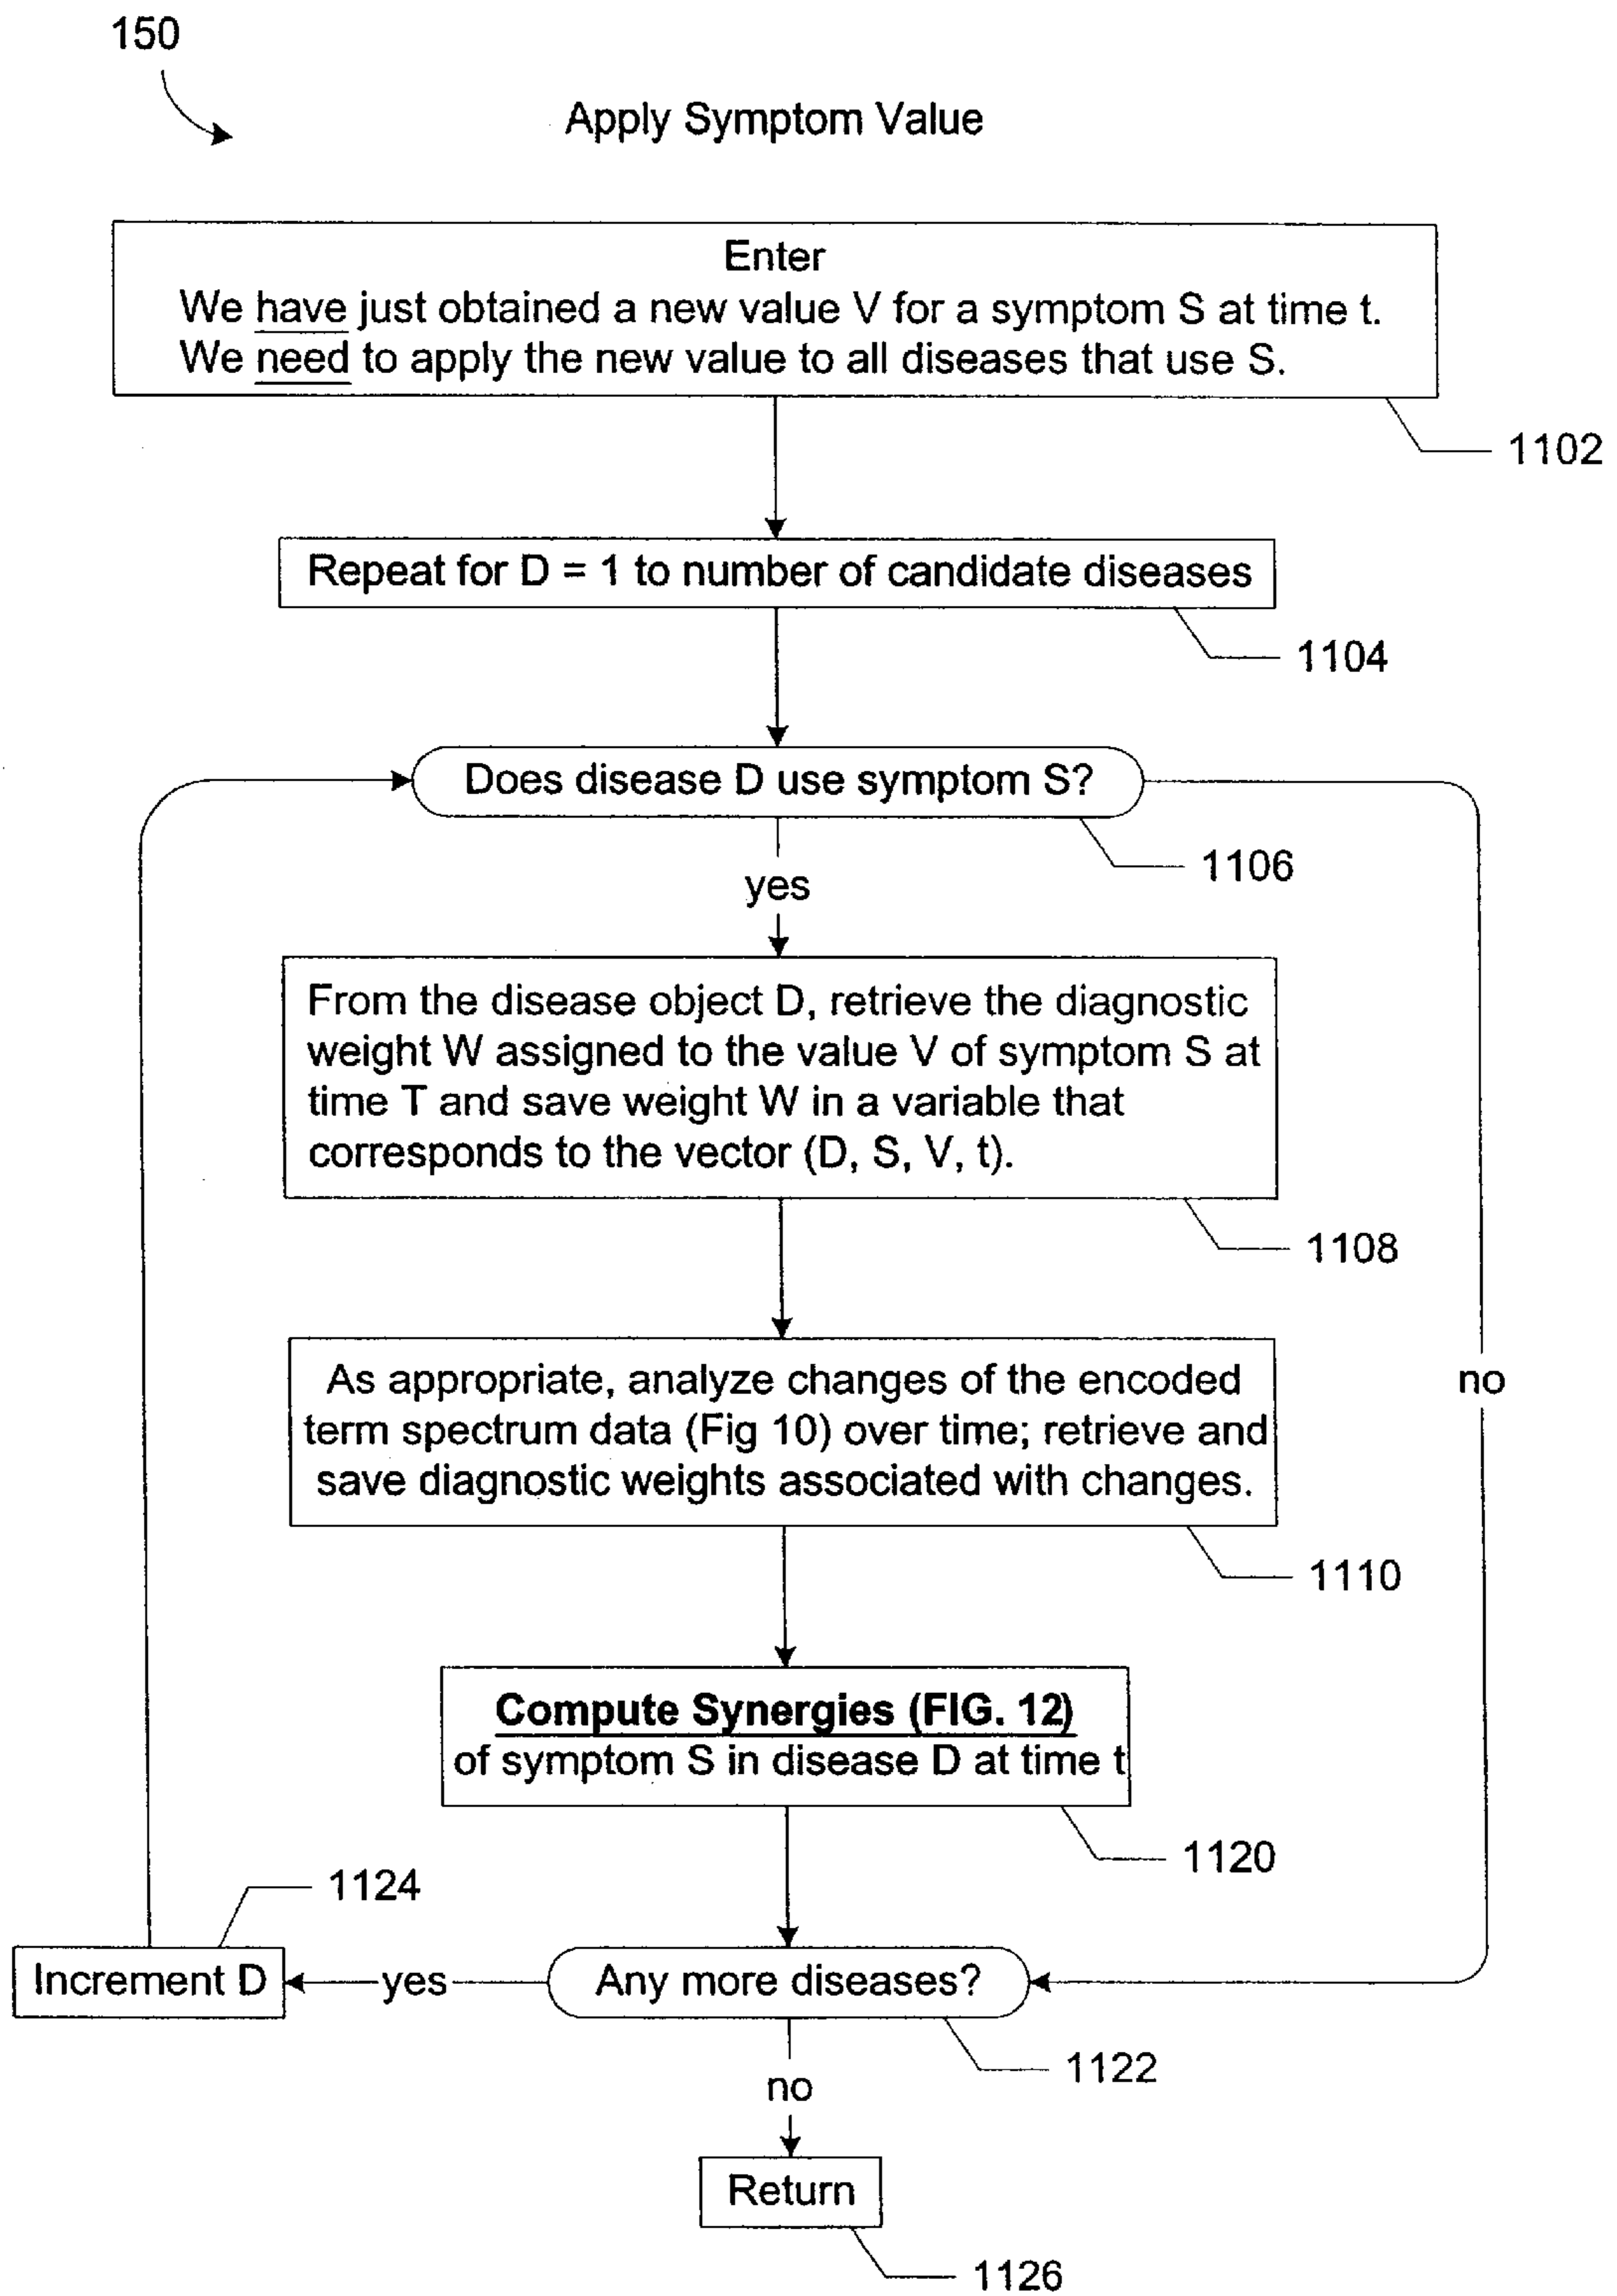 150
Apply Symptom Value
Enter
We have just obtained a new value V for a symptom S at time t.
We need to apply the new value to all diseases that use S.
1102
Repeat for D = 1 to number of candidate diseases
1104
Does disease D use symptom S?
1106
yes
From the disease object D, retrieve the diagnostic
weight W assigned to the value V of symptom S at
time T and save weight W in a variable that
corresponds to the vector (D, S, V, t).
1108
no
As appropriate, analyze changes of the encoded
term spectrum data (Fig 10) over time; retrieve and
save diagnostic weights associated with changes.
1110
Compute Synergies (FIG. 12)
of symptom S in disease D at time t
1120
1124
Increment D
yes
Any more diseases?
1122
no
Return
1126